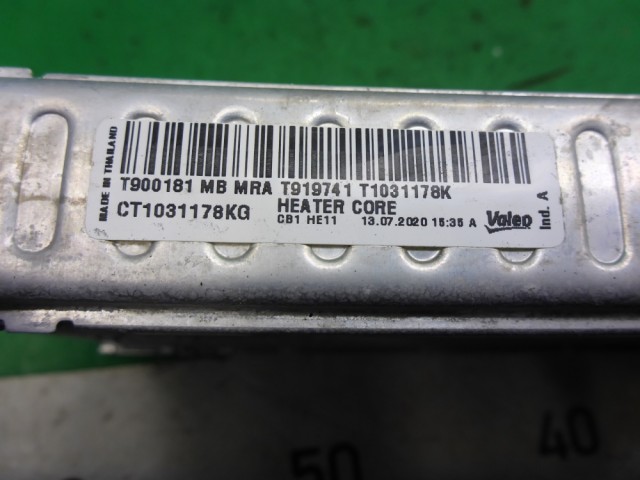 MADE IN THAILAND
T900181 MB MRA T919741 T1031178K
CT1031178KG HEATER CORE
CB1 HE11 13.07.2020 15:35 A Valeo
Ind. A
50 40